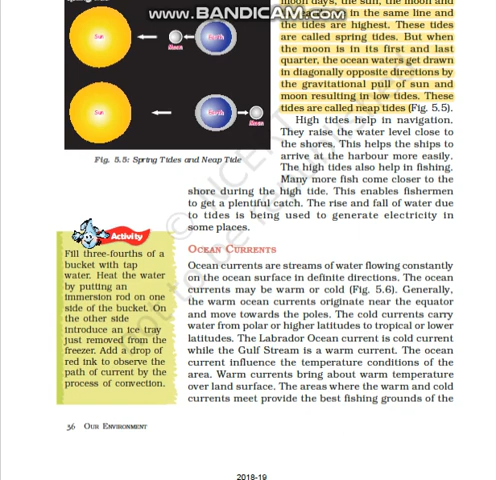 www.BANDICAM.com
moon days, the sun, the moon and
in the same line and
the tides are highest. These tides
are called spring tides. But when
the moon is in its first and last
quarter, the ocean waters get drawn
in diagonally opposite directions by
the gravitational pull of sun and
moon resulting in low tides. These
tides are called neap tides (Fig. 5.5).
Sun
Moon
Earth
Sun
Earth
Moon
Fig. 5.5: Spring Tides and Neap Tide
High tides help in navigation.
They raise the water level close to
the shores. This helps the ships to
arrive at the harbour more easily.
The high tides also help in fishing.
Many more fish come closer to the
shore during the high tide. This enables fishermen
to get a plentiful catch. The rise and fall of water due
to tides is being used to generate electricity in
some places.
Activity
Fill three-fourths of a
bucket with tap
water. Heat the water
by putting an
immersion rod on one
side of the bucket. On
the other side
introduce an ice tray
just removed from the
freezer. Add a drop of
red ink to observe the
path of current by the
process of convection.
OCEAN CURRENTS
Ocean currents are streams of water flowing constantly
on the ocean surface in definite directions. The ocean
currents may be warm or cold (Fig. 5.6). Generally,
the warm ocean currents originate near the equator
and move towards the poles. The cold currents carry
water from polar or higher latitudes to tropical or lower
latitudes. The Labrador Ocean current is cold current
while the Gulf Stream is a warm current. The ocean
current influence the temperature conditions of the
area. Warm currents bring about warm temperature
over land surface. The areas where the warm and cold
currents meet provide the best fishing grounds of the
36 OUR ENVIRONMENT
2018-19